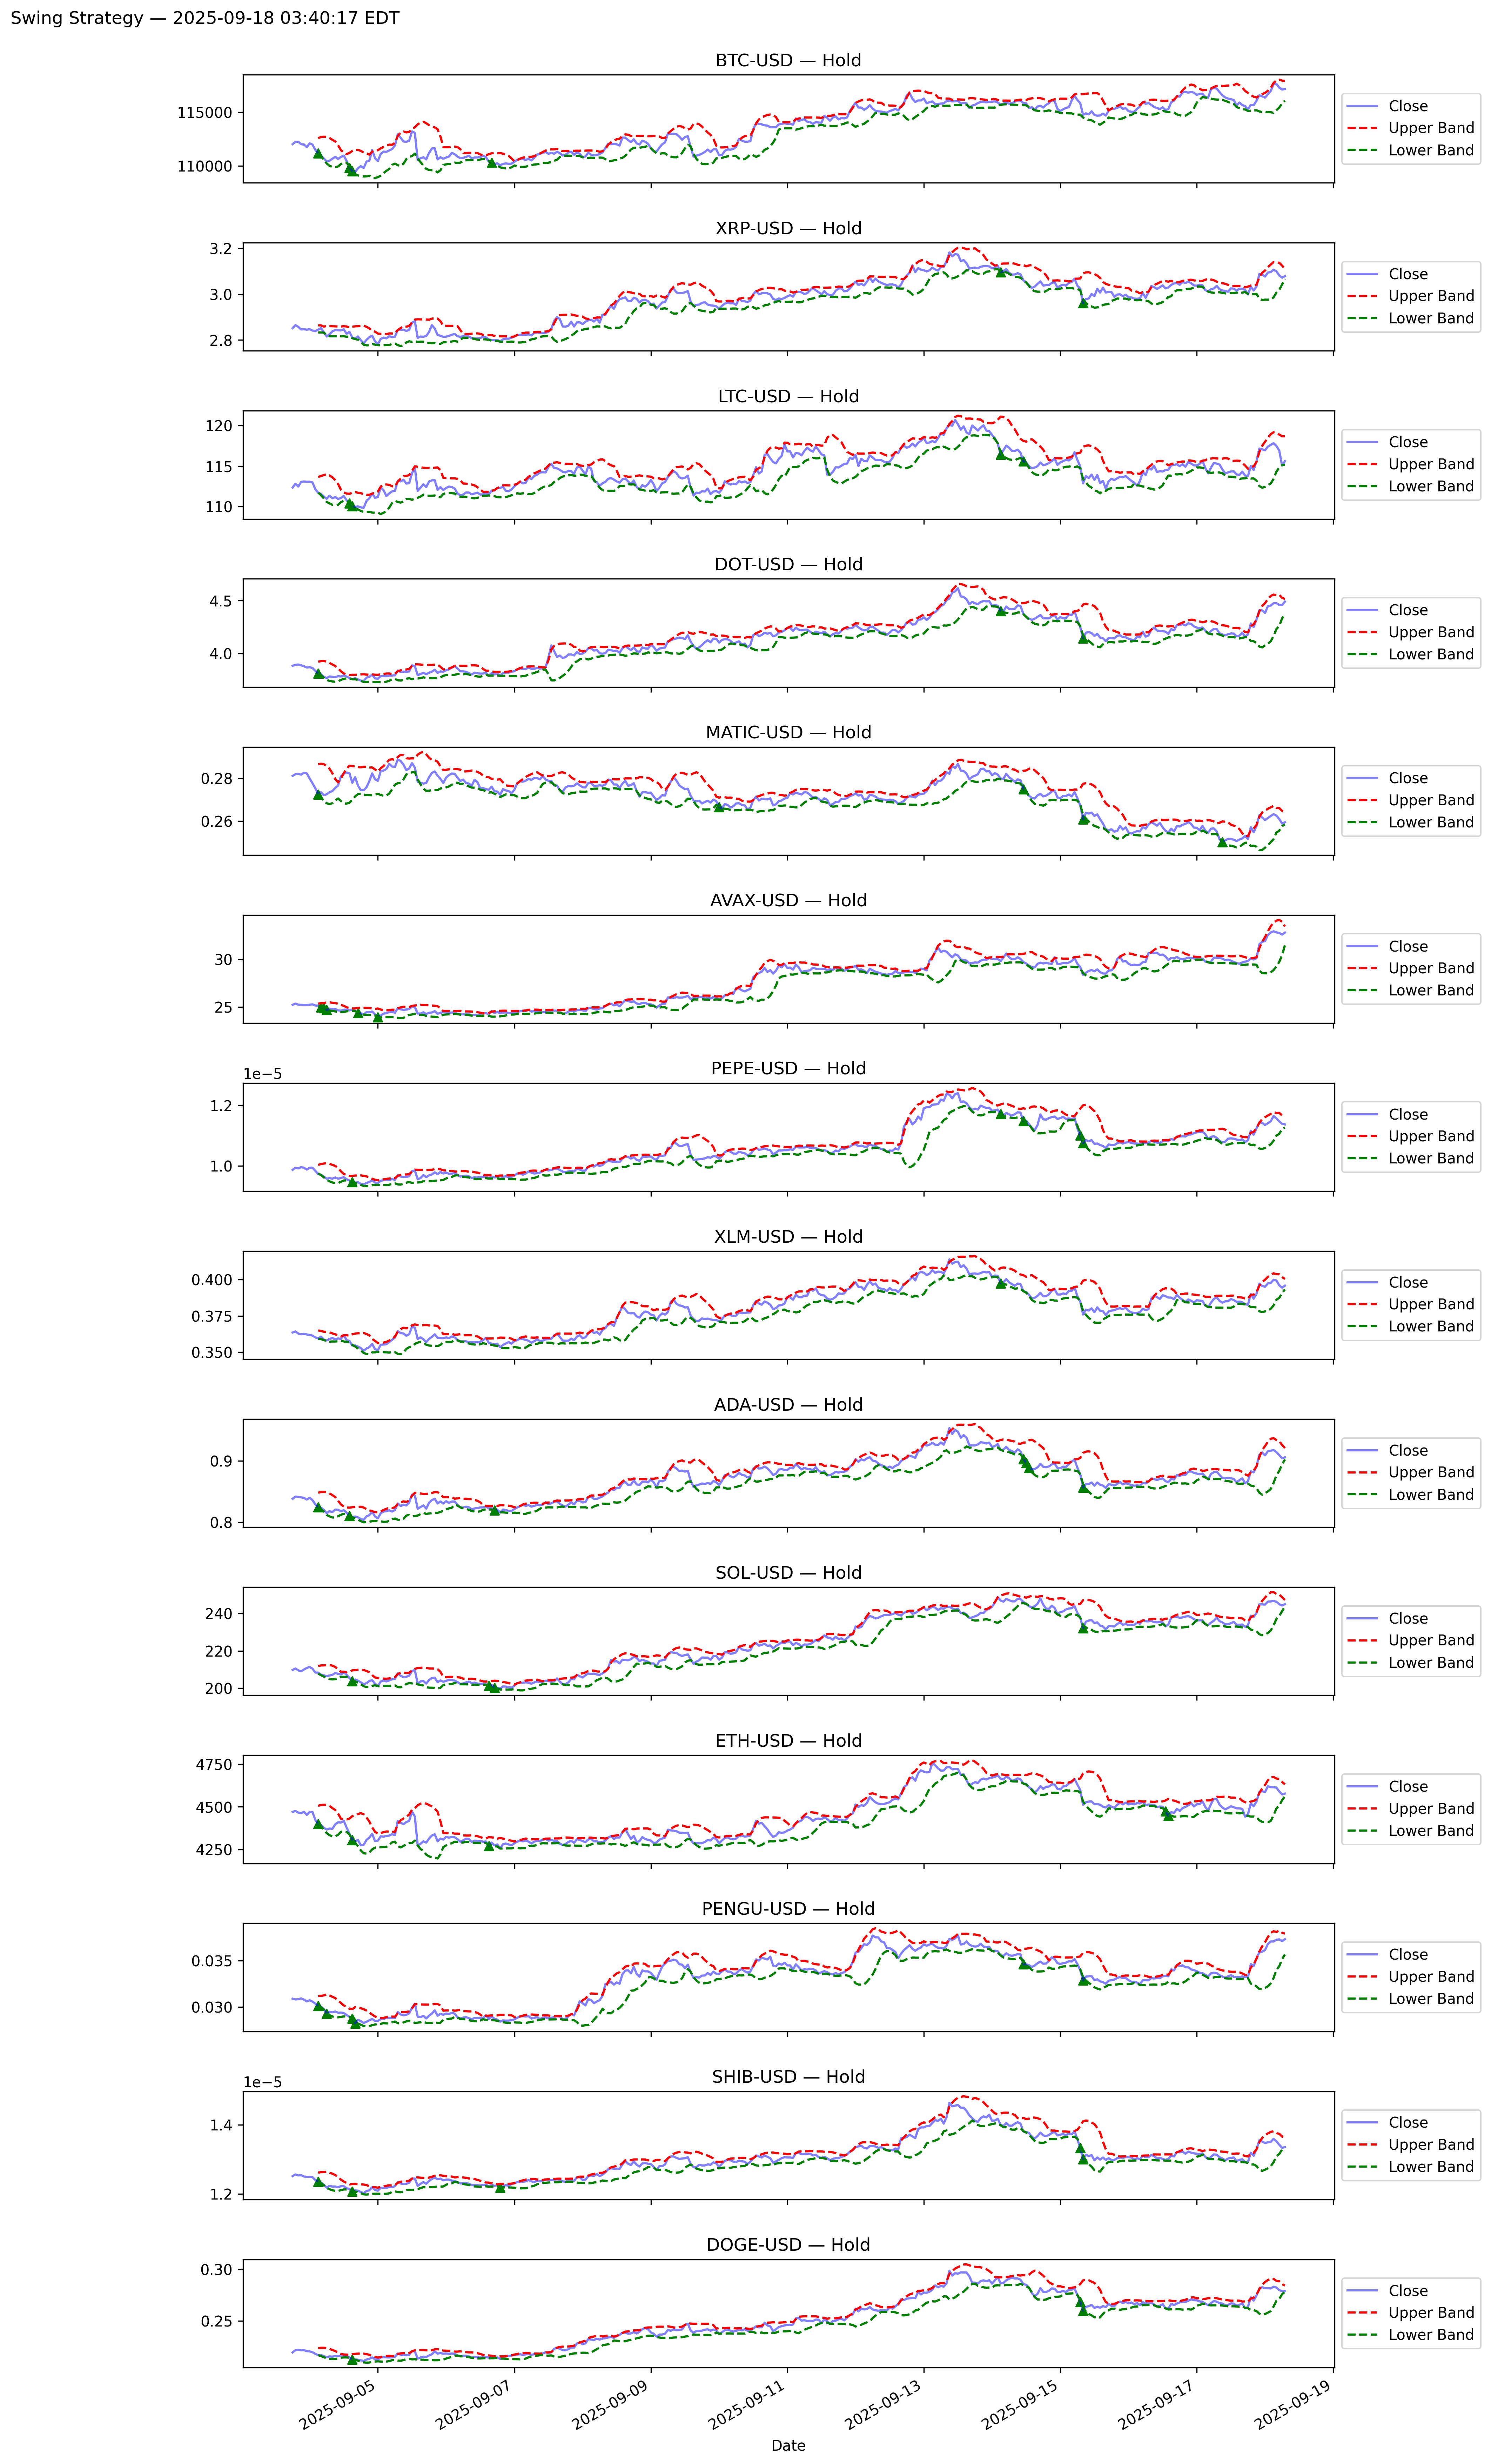 Swing Strategy — 2025-09-18 03:40:17 EDT
BTC-USD — Hold
115000
110000
Close
Upper Band
Lower Band
XRP-USD — Hold
3.2
3.0
2.8
Close
Upper Band
Lower Band
LTC-USD — Hold
120
115
110
Close
Upper Band
Lower Band
DOT-USD — Hold
4.5
4.0
Close
Upper Band
Lower Band
MATIC-USD — Hold
0.28
0.26
Close
Upper Band
Lower Band
AVAX-USD — Hold
30
25
Close
Upper Band
Lower Band
PEPE-USD — Hold
1e−5
1.2
1.0
Close
Upper Band
Lower Band
XLM-USD — Hold
0.400
0.375
0.350
Close
Upper Band
Lower Band
ADA-USD — Hold
0.9
0.8
Close
Upper Band
Lower Band
SOL-USD — Hold
240
220
200
Close
Upper Band
Lower Band
ETH-USD — Hold
4750
4500
4250
Close
Upper Band
Lower Band
PENGU-USD — Hold
0.035
0.030
Close
Upper Band
Lower Band
SHIB-USD — Hold
1e−5
1.4
1.2
Close
Upper Band
Lower Band
DOGE-USD — Hold
0.30
0.25
Close
Upper Band
Lower Band
2025-09-05
2025-09-07
2025-09-09
2025-09-11
2025-09-13
2025-09-15
2025-09-17
2025-09-19
Date